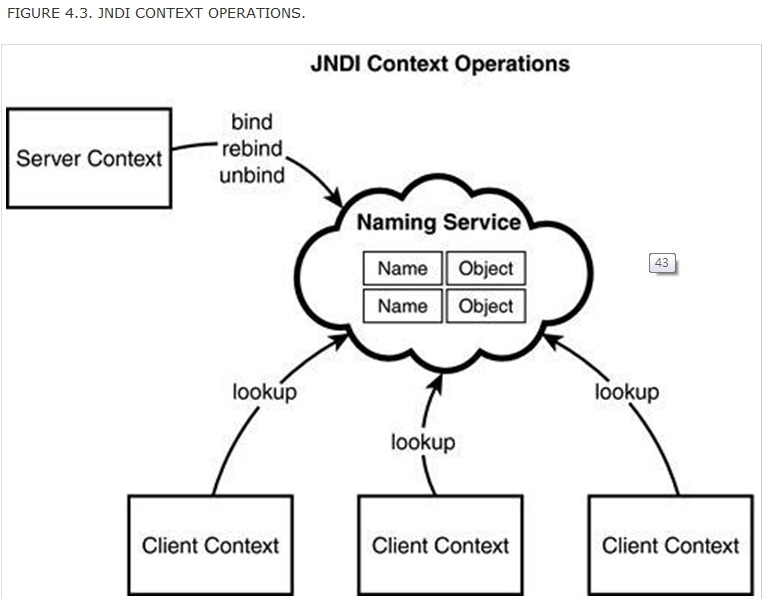 FIGURE 4.3. JNDI CONTEXT OPERATIONS.
JNDI Context Operations
Server Context
bind
rebind
unbind
Naming Service
Name Object
Name Object
43
lookup
lookup
lookup
Client Context
Client Context
Client Context